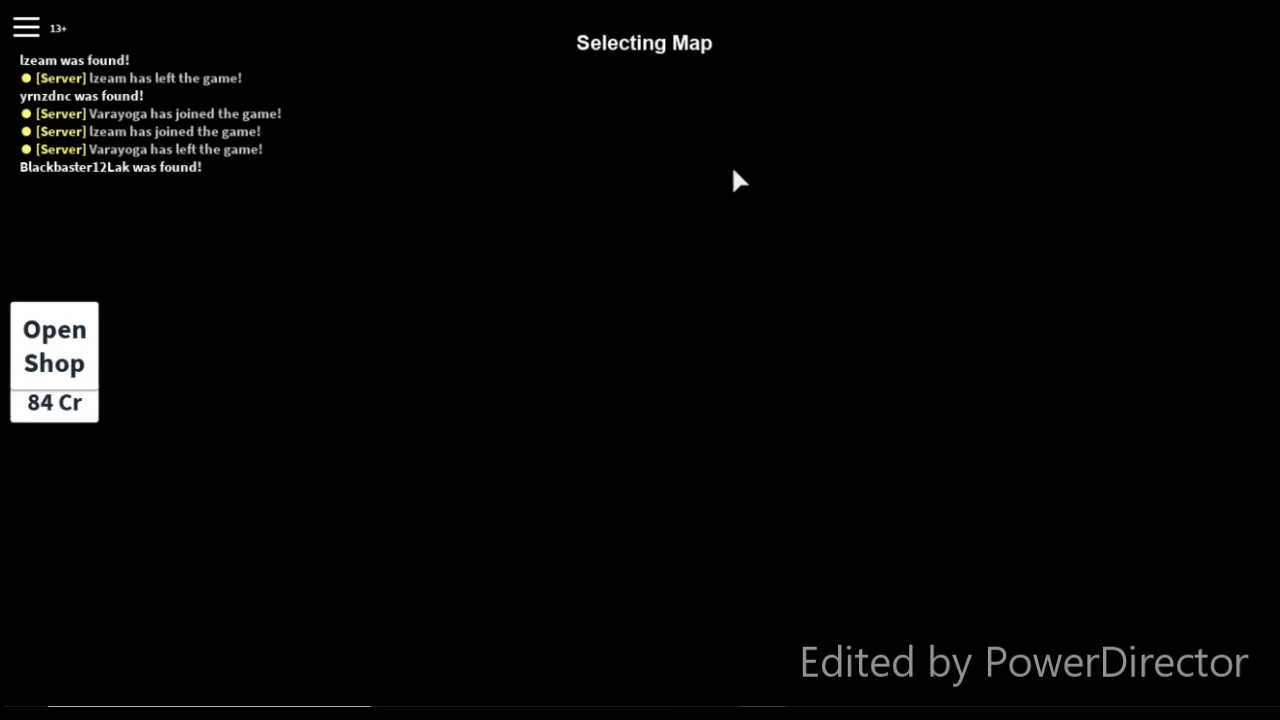 13+
Selecting Map
lzeam was found!
[Server] lzeam has left the game!
yrnzdnc was found!
[Server] Varayoga has joined the game!
[Server] lzeam has joined the game!
[Server] Varayoga has left the game!
Blackbaster12Lak was found!
Open
Shop
84 Cr
Edited by PowerDirector